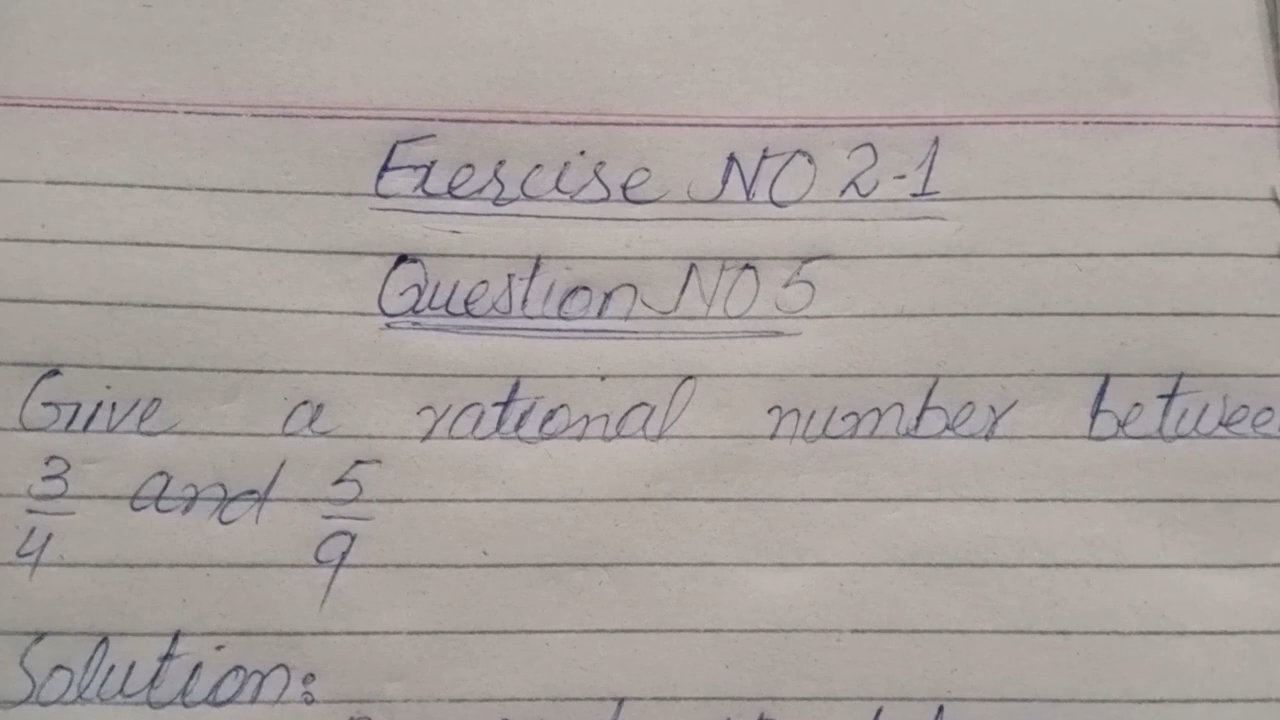 Exercise NO 2-1
Question NO 5
Give a rational number betwee
3/4 and 5/9
Solution: